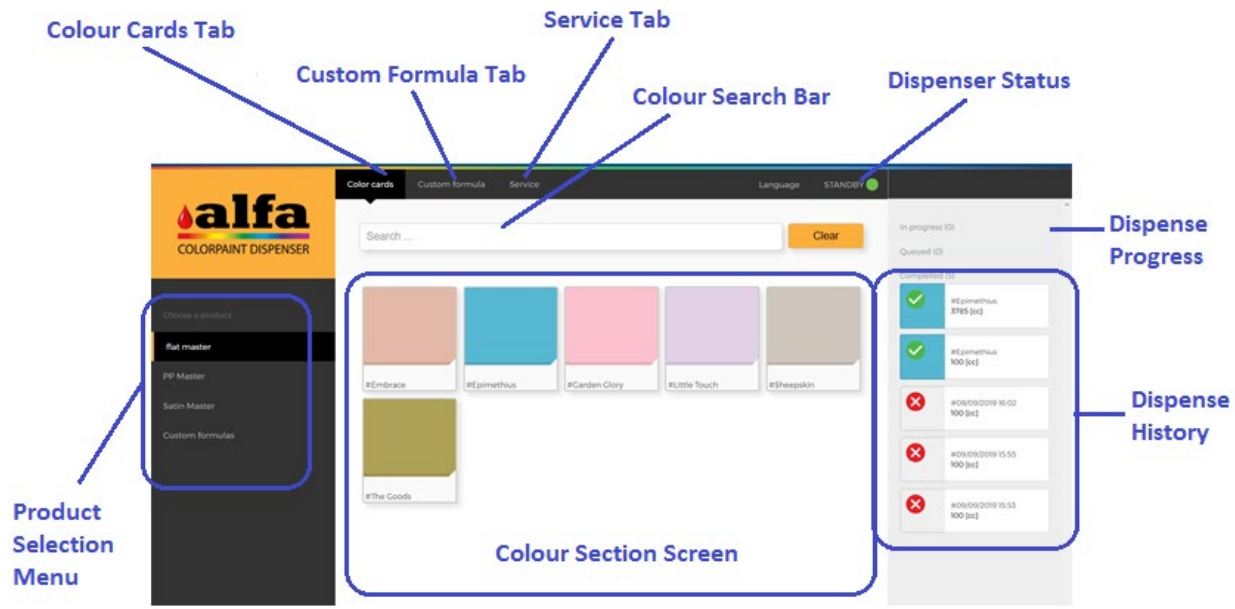 Service Tab
Colour Cards Tab
Custom Formula Tab
Dispenser Status
Colour Search Bar
Color cards
Custom formula
Service
Language
STANDBY
alfa
COLORPAINT DISPENSER
Search ...
Clear
In progress (0)
Queued (0)
Completed (5)
Dispense
Progress
Choose a product
flat master
PP Master
Satin Master
Custom formulas
#Embrace
#Epimethius
#Garden Glory
#Little Touch
#Sheepskin
#The Goods
#Epimethius
3785 [cc]
#Epimethius
100 [cc]
#09/09/2019 16.02
100 [cc]
#09/09/2019 15.55
100 [cc]
#09/09/2019 15.53
100 [cc]
Dispense
History
Product
Selection
Menu
Colour Section Screen